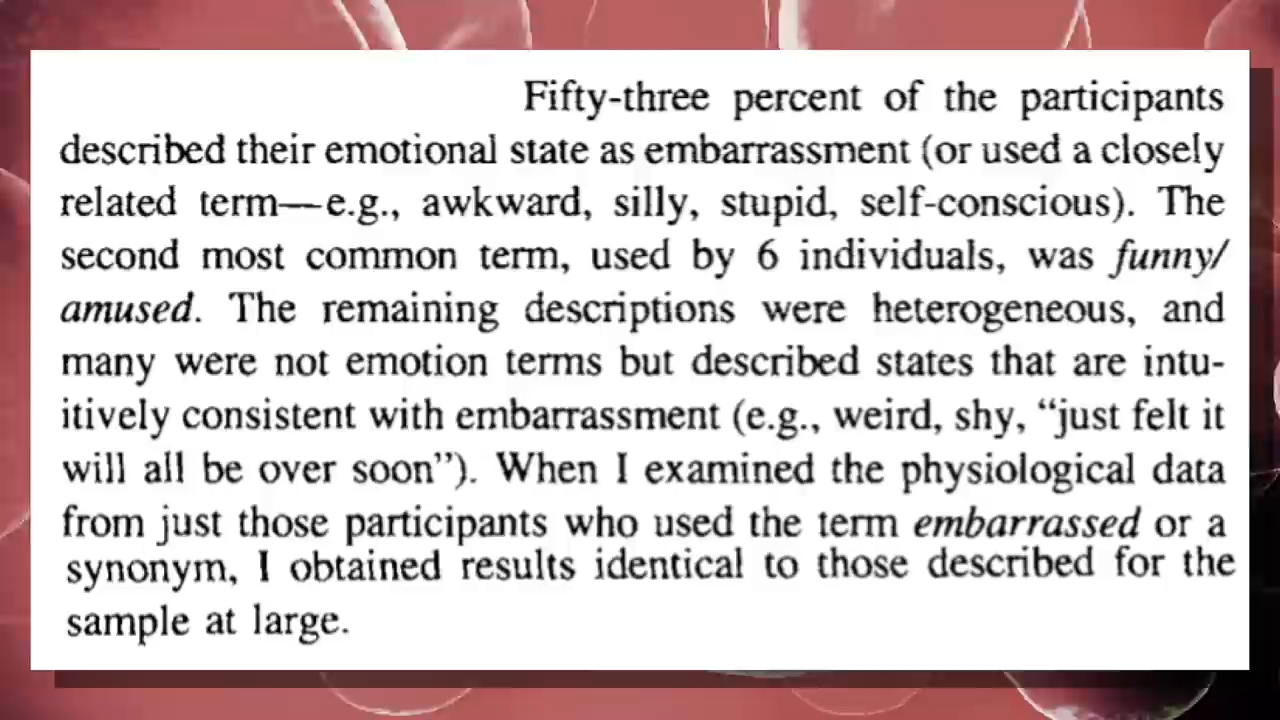 Fifty-three percent of the participants
described their emotional state as embarrassment (or used a closely
related term—e.g., awkward, silly, stupid, self-conscious). The
second most common term, used by 6 individuals, was funny/
amused. The remaining descriptions were heterogeneous, and
many were not emotion terms but described states that are intu-
itively consistent with embarrassment (e.g., weird, shy, “just felt it
will all be over soon”). When I examined the physiological data
from just those participants who used the term embarrassed or a
synonym, I obtained results identical to those described for the
sample at large.